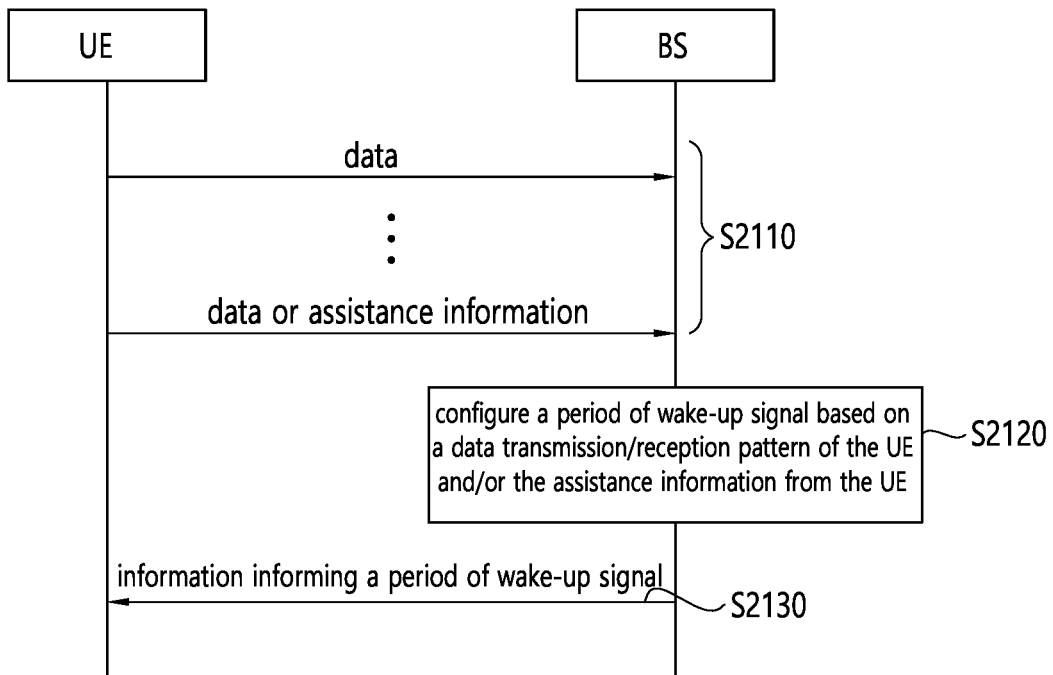 UE
BS
data
S2110
data or assistance information
configure a period of wake-up signal based on
a data transmission/reception pattern of the UE
and/or the assistance information from the UE
S2120
information informing a period of wake-up signal
S2130